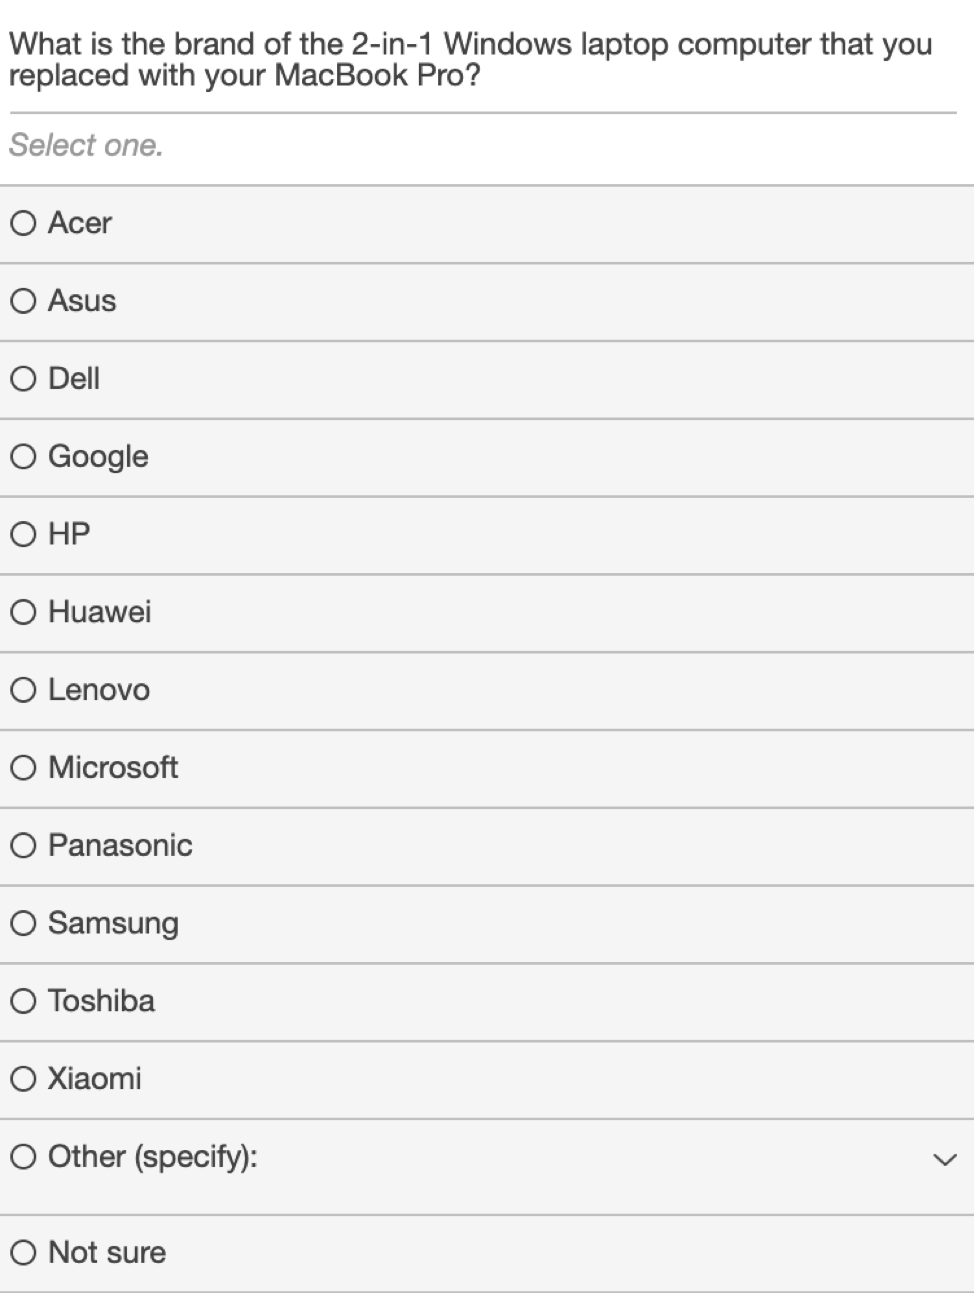 What is the brand of the 2-in-1 Windows laptop computer that you
replaced with your MacBook Pro?
Select one.
Acer
Asus
Dell
Google
HP
Huawei
Lenovo
Microsoft
Panasonic
Samsung
Toshiba
Xiaomi
Other (specify):
Not sure